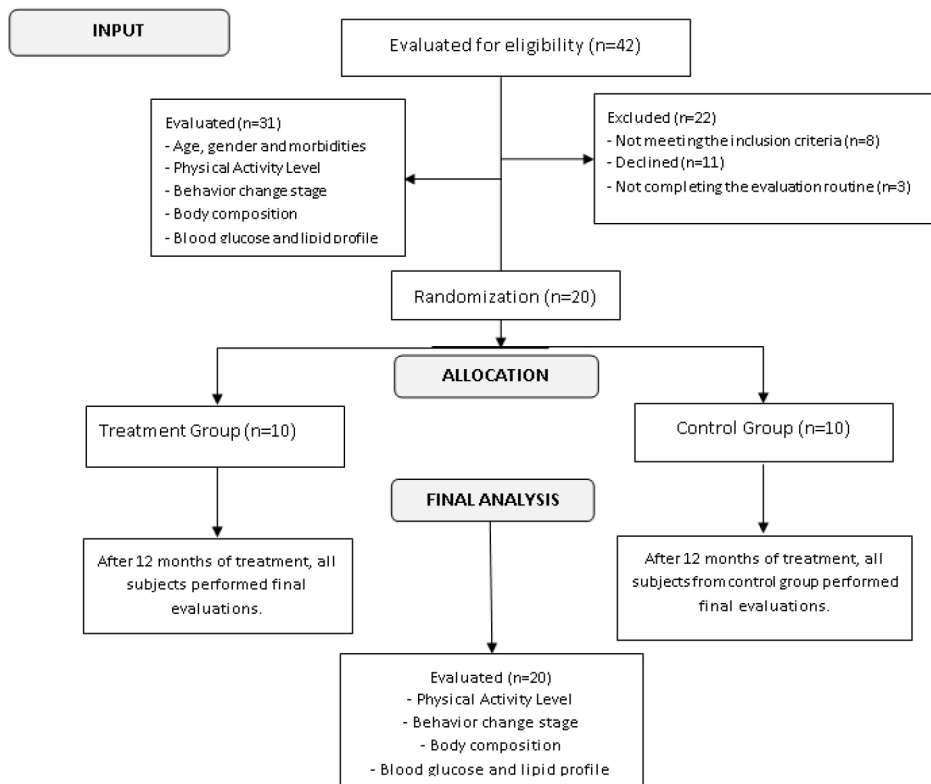 INPUT
Evaluated for eligibility (n=42)
Evaluated (n=31)
- Age, gender and morbidities
- Physical Activity Level
- Behavior change stage
- Body composition
- Blood glucose and lipid profile
Excluded (n=22)
- Not meeting the inclusion criteria (n=8)
- Declined (n=11)
- Not completing the evaluation routine (n=3)
Randomization (n=20)
ALLOCATION
Treatment Group (n=10)
Control Group (n=10)
FINAL ANALYSIS
After 12 months of treatment, all
subjects performed final
evaluations.
After 12 months of treatment, all
subjects from control group performed
final evaluations.
Evaluated (n=20)
- Physical Activity Level
- Behavior change stage
- Body composition
- Blood glucose and lipid profile